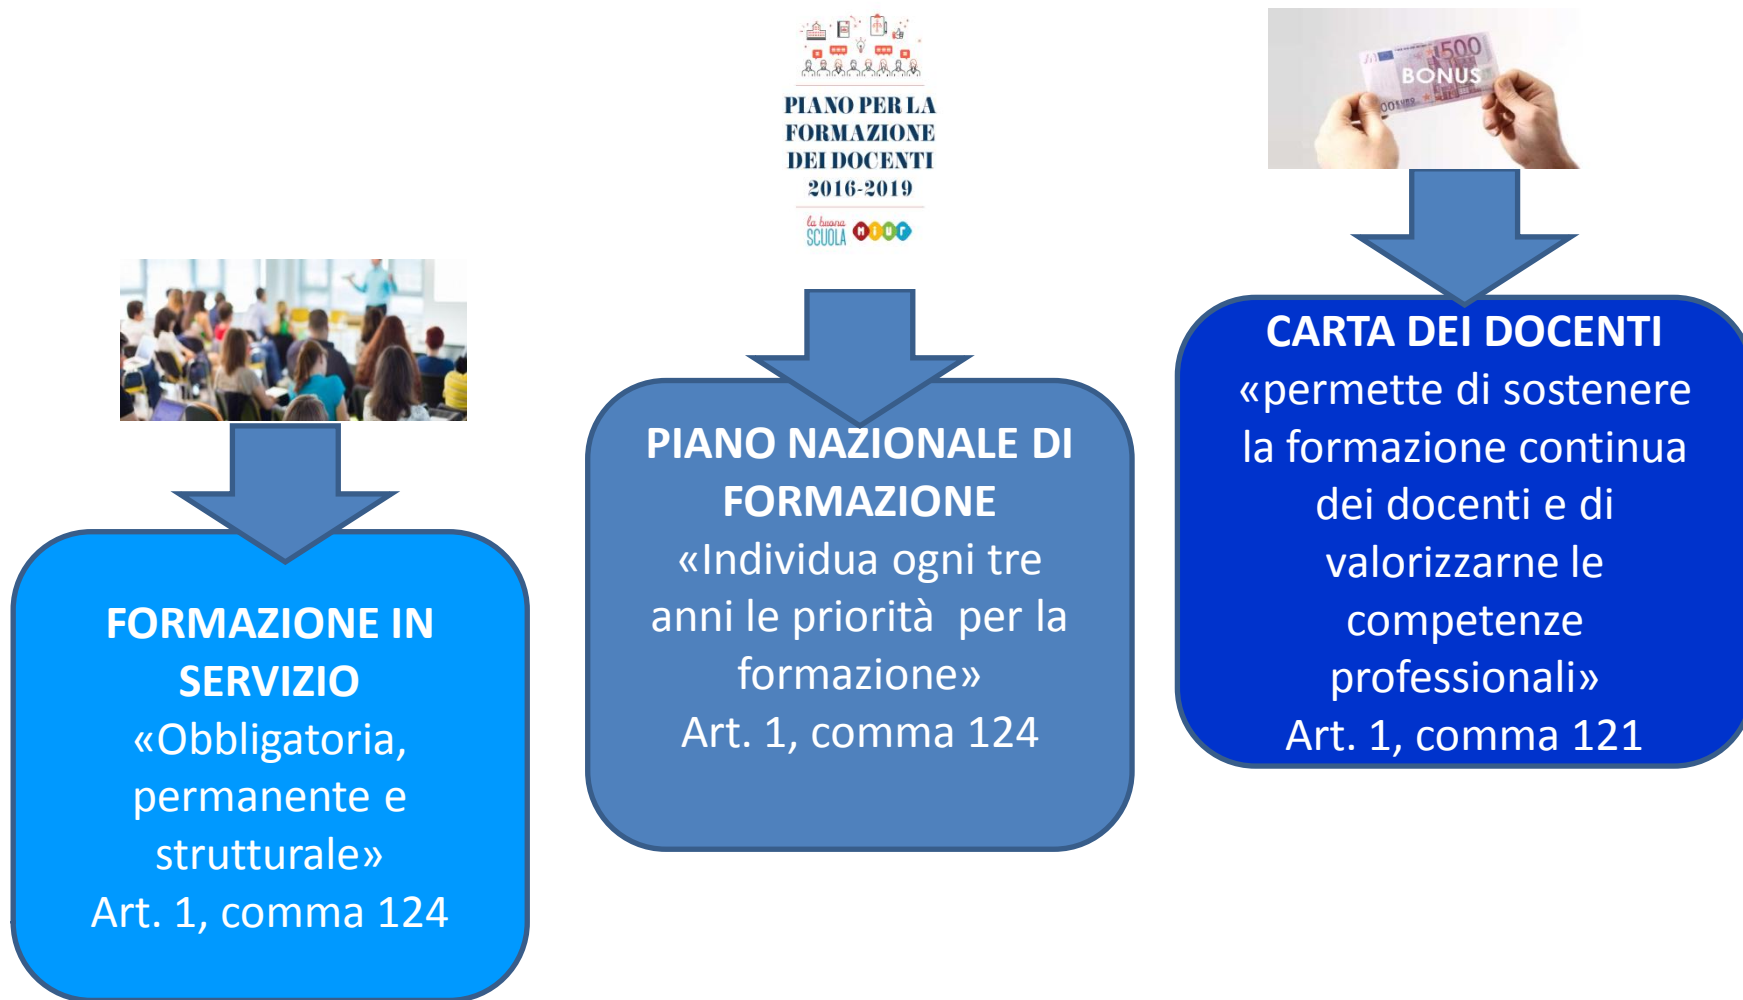 PIANO PER LA
FORMAZIONE
DEI DOCENTI
2016-2019
la buona
SCUOLA
MIUr
500
BONUS
FORMAZIONE IN
SERVIZIO
«Obbligatoria,
permanente e
strutturale»
Art. 1, comma 124
PIANO NAZIONALE DI
FORMAZIONE
«Individua ogni tre
anni le priorità  per la
formazione»
Art. 1, comma 124
CARTA DEI DOCENTI
«permette di sostenere
la formazione continua
dei docenti e di
valorizzarne le
competenze
professionali»
Art. 1, comma 121